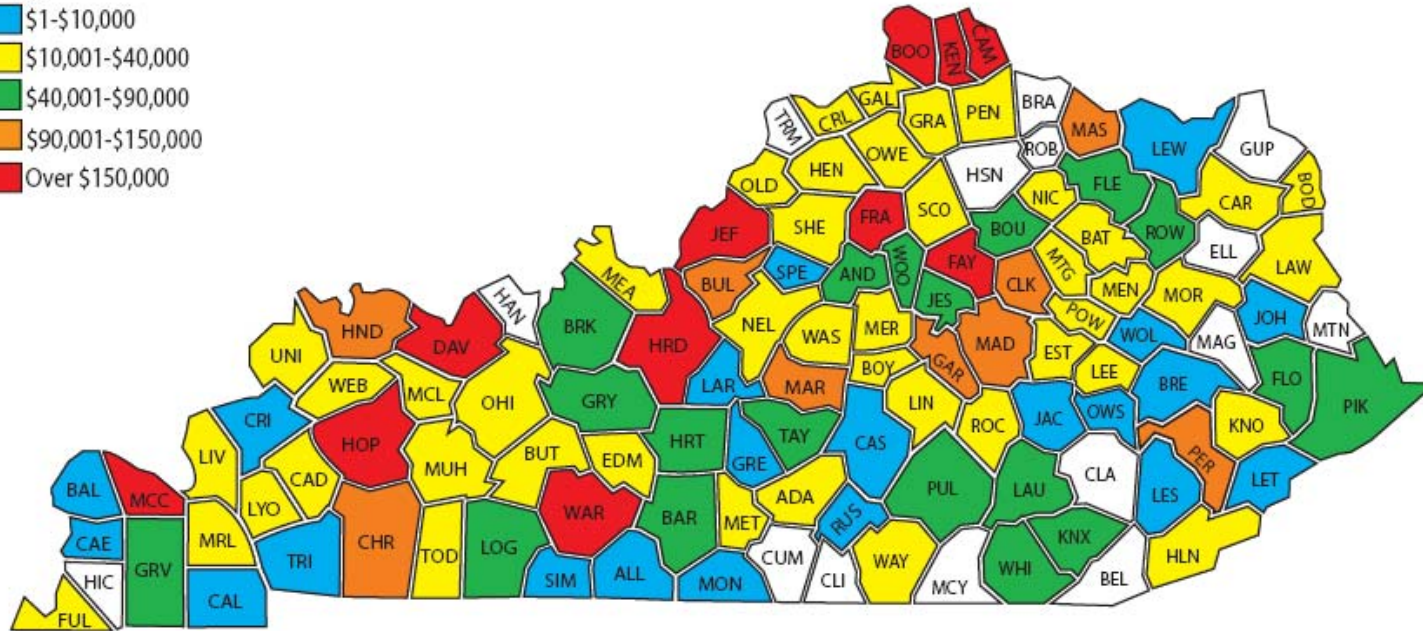 $1-$10,000
$10,001-$40,000
$40,001-$90,000
$90,001-$150,000
Over $150,000
BOO
KEN
CAM
GAL
CRL
TRM
GRA
PEN
BRA
MAS
ROB
LEW
GUP
OWE
HEN
HSN
OLD
FLE
NIC
CAR
BOD
SCO
FRA
SHE
JEF
BOU
BAT
ROW
ELL
LAW
WOO
FAY
MTG
SPE
AND
BUL
MEA
CLK
MEN
MOR
JES
HAN
BRK
HND
DAV
HRD
NEL
WAS
MER
GAR
MAD
POW
WOL
MAG
JOH
MTN
UNI
WEB
MCL
OHI
GRY
LAR
MAR
BOY
EST
LEE
BRE
FLO
PIK
LIN
ROC
JAC
OWS
KNO
CRI
HOP
HRT
TAY
CAS
LIV
CAD
MUH
BUT
EDM
GRE
PER
CLA
LET
BAL
MCC
LYO
WAR
BAR
MET
ADA
RUS
PUL
LAU
LES
CAE
GRV
MRL
TRI
CHR
TOD
LOG
SIM
ALL
MON
CUM
CLI
WAY
MCY
WHI
KNX
BEL
HLN
HIC
CAL
FUL